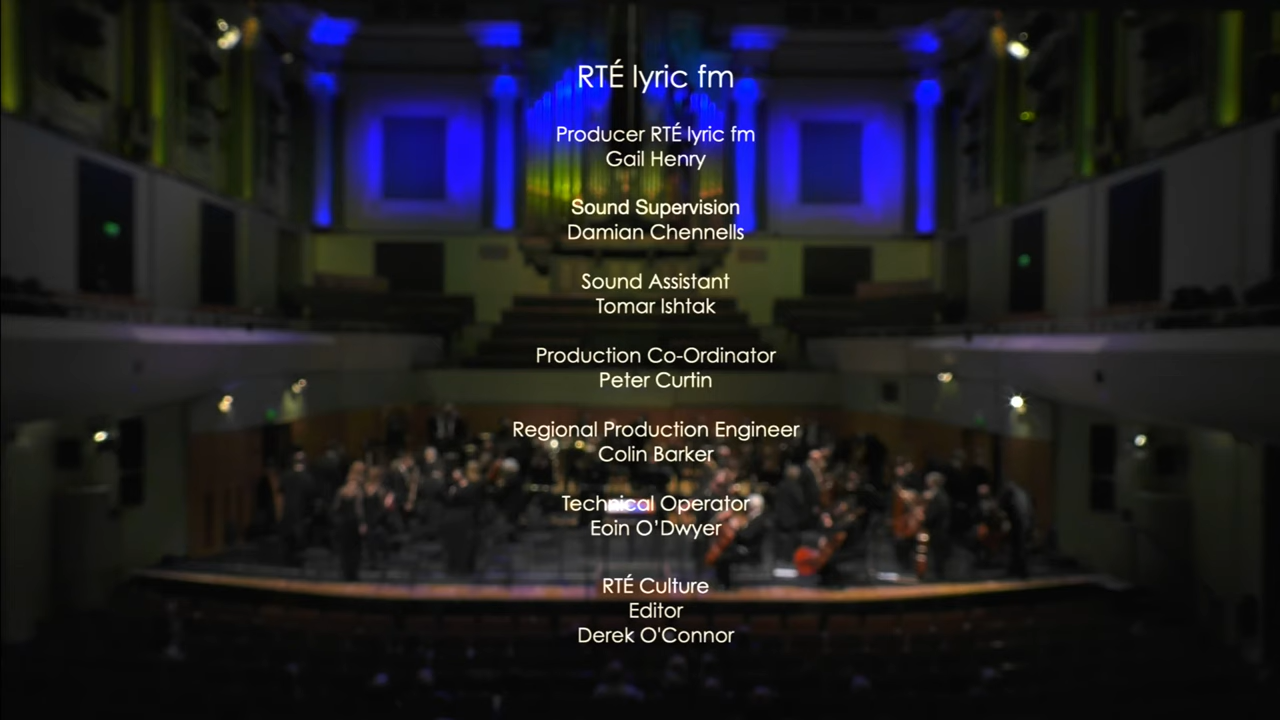 RTÉ lyric fm
Producer RTÉ lyric fm
Gail Henry
Sound Supervision
Damian Chennells
Sound Assistant
Tomar Ishtak
Production Co-Ordinator
Peter Curtin
Regional Production Engineer
Colin Barker
Technical Operator
Eoin O'Dwyer
RTÉ Culture
Editor
Derek O'Connor